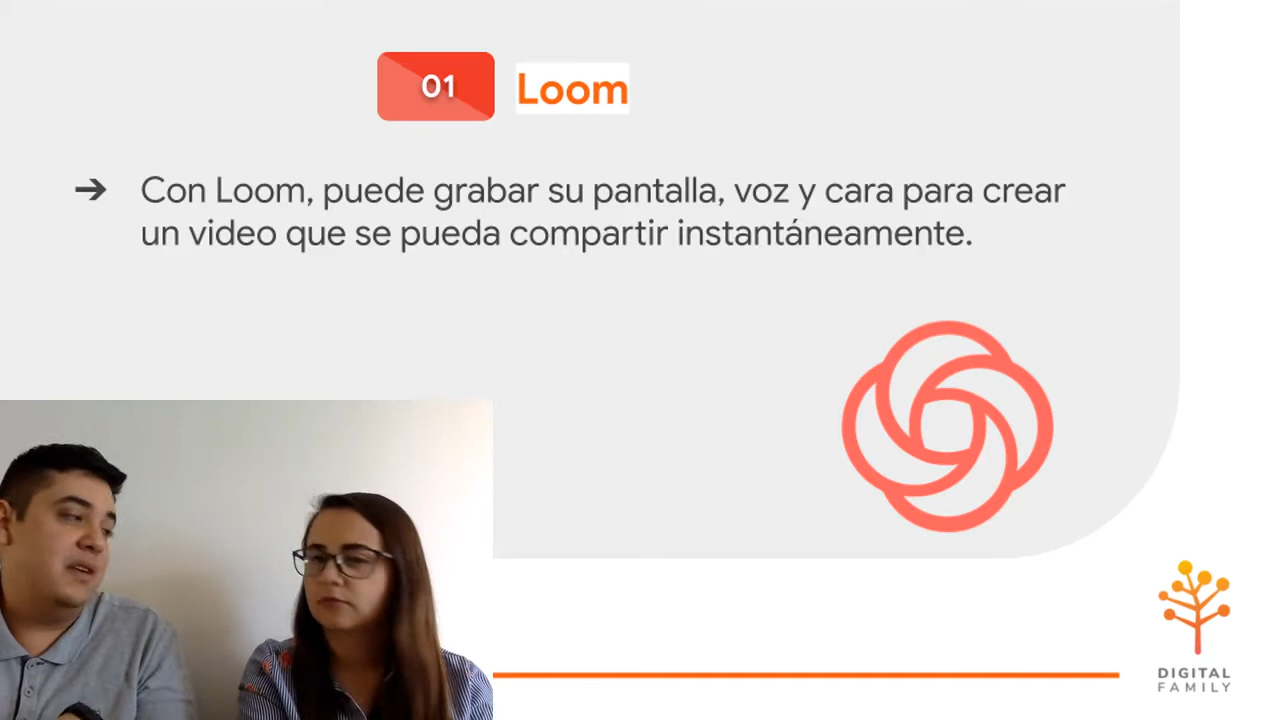 01 Loom
➔ Con Loom, puede grabar su pantalla, voz y cara para crear
un video que se pueda compartir instantáneamente.
DIGITAL
FAMILY